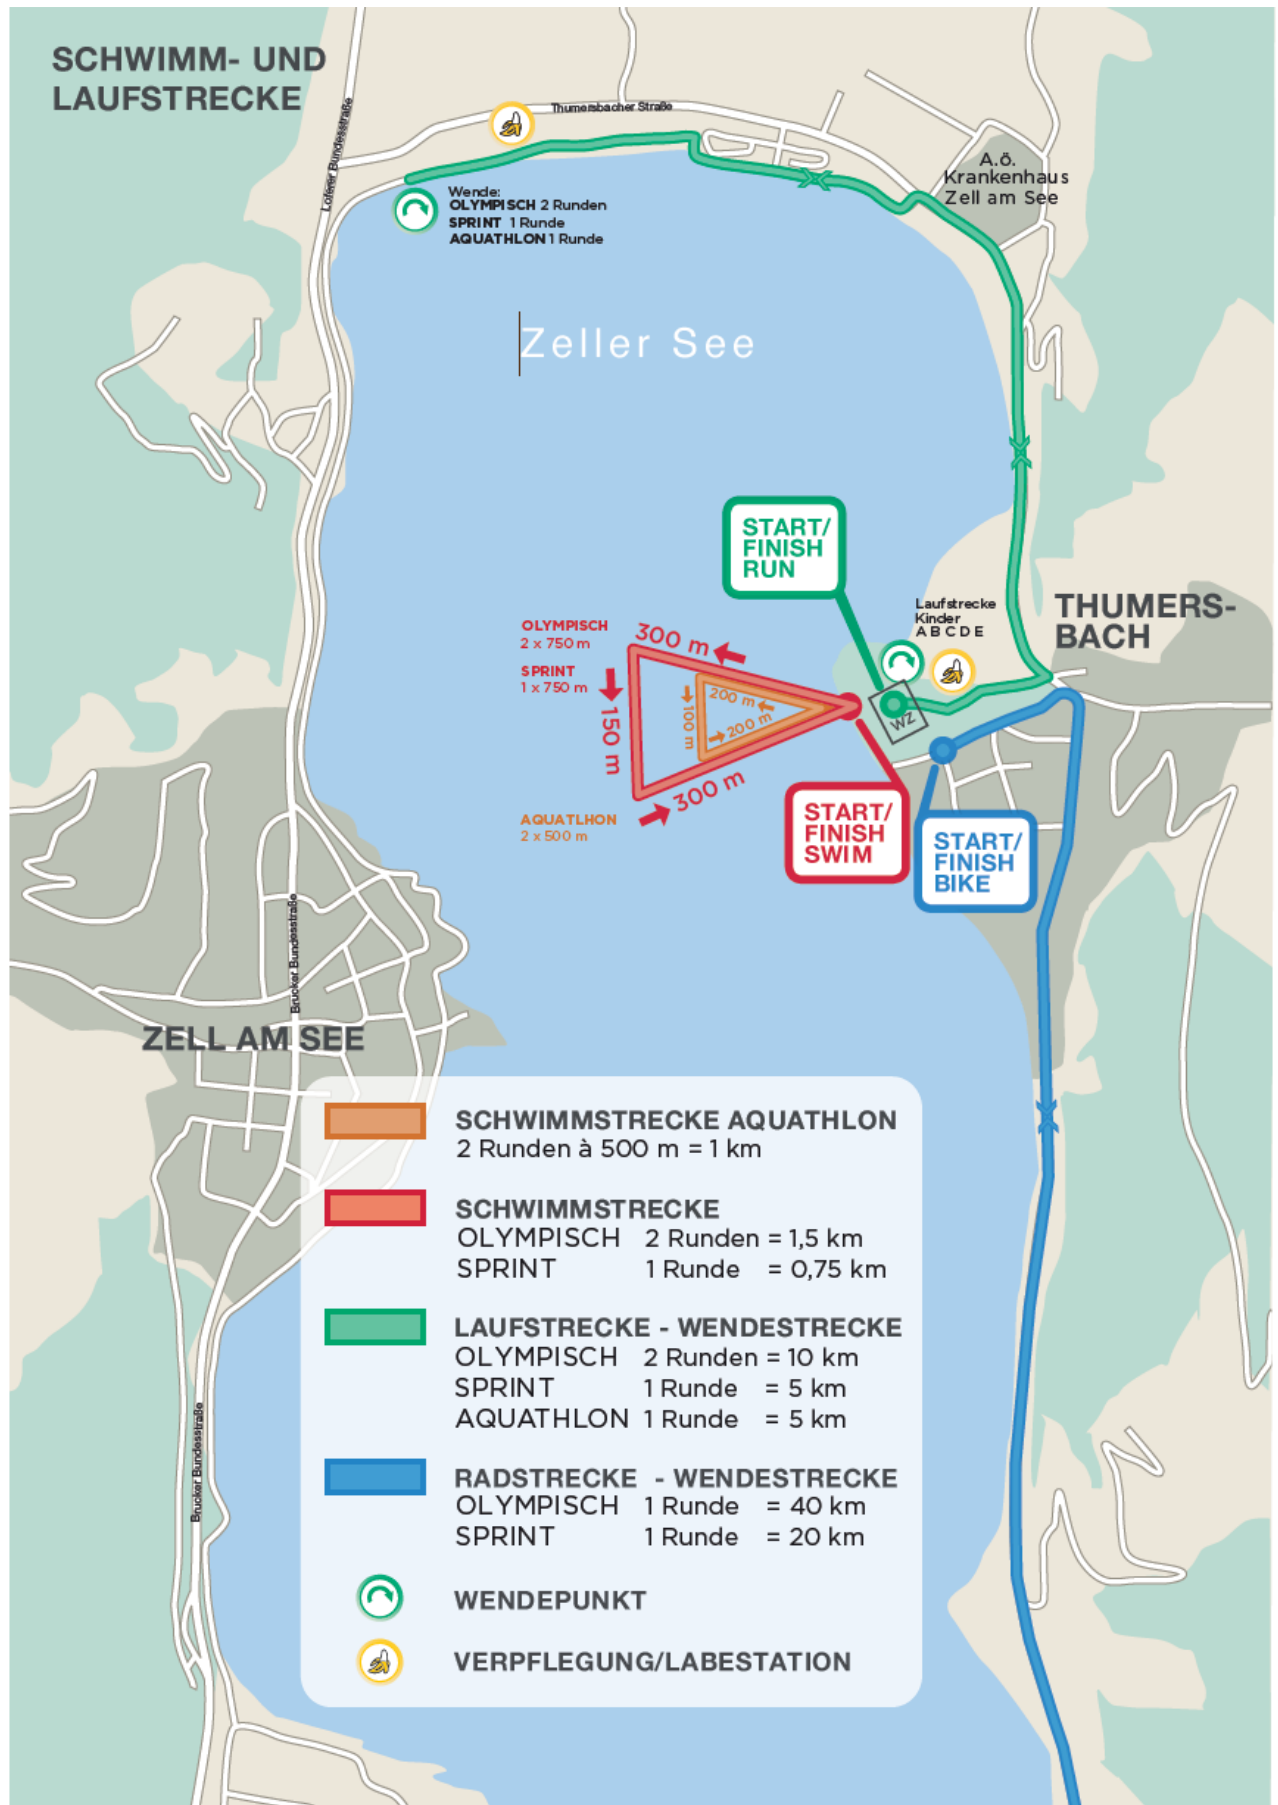 SCHWIMM- UND
LAUFSTRECKE
Loferer Bundesstraße
Thumersbacher Straße
A.ö.
Krankenhaus
Zell am See
Wende:
OLYMPISCH 2 Runden
SPRINT 1 Runde
AQUATHLON 1 Runde
Zeller See
START/
FINISH
RUN
Laufstrecke
Kinder
A B C D E
THUMERS-
BACH
OLYMPISCH
2 x 750 m
SPRINT
1 x 750 m
300 m
150 m
300 m
200 m
100 m
200 m
WZ
AQUATLHON
2 x 500 m
START/
FINISH
SWIM
START/
FINISH
BIKE
Brucker Bundesstraße
ZELL AM SEE
SCHWIMMSTRECKE AQUATHLON
2 Runden à 500 m = 1 km
SCHWIMMSTRECKE
OLYMPISCH 2 Runden = 1,5 km
SPRINT 1 Runde = 0,75 km
LAUFSTRECKE - WENDESTRECKE
OLYMPISCH 2 Runden = 10 km
SPRINT 1 Runde = 5 km
AQUATHLON 1 Runde = 5 km
Brucker Bundesstraße
RADSTRECKE - WENDESTRECKE
OLYMPISCH 1 Runde = 40 km
SPRINT 1 Runde = 20 km
WENDEPUNKT
VERPFLEGUNG/LABESTATION